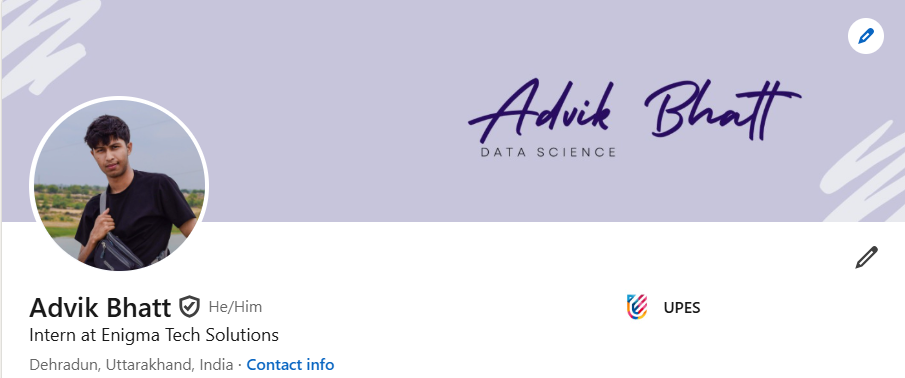 Advik Bhatt
DATA SCIENCE
Advik Bhatt He/Him
UPES
Intern at Enigma Tech Solutions
Dehradun, Uttarakhand, India · Contact info